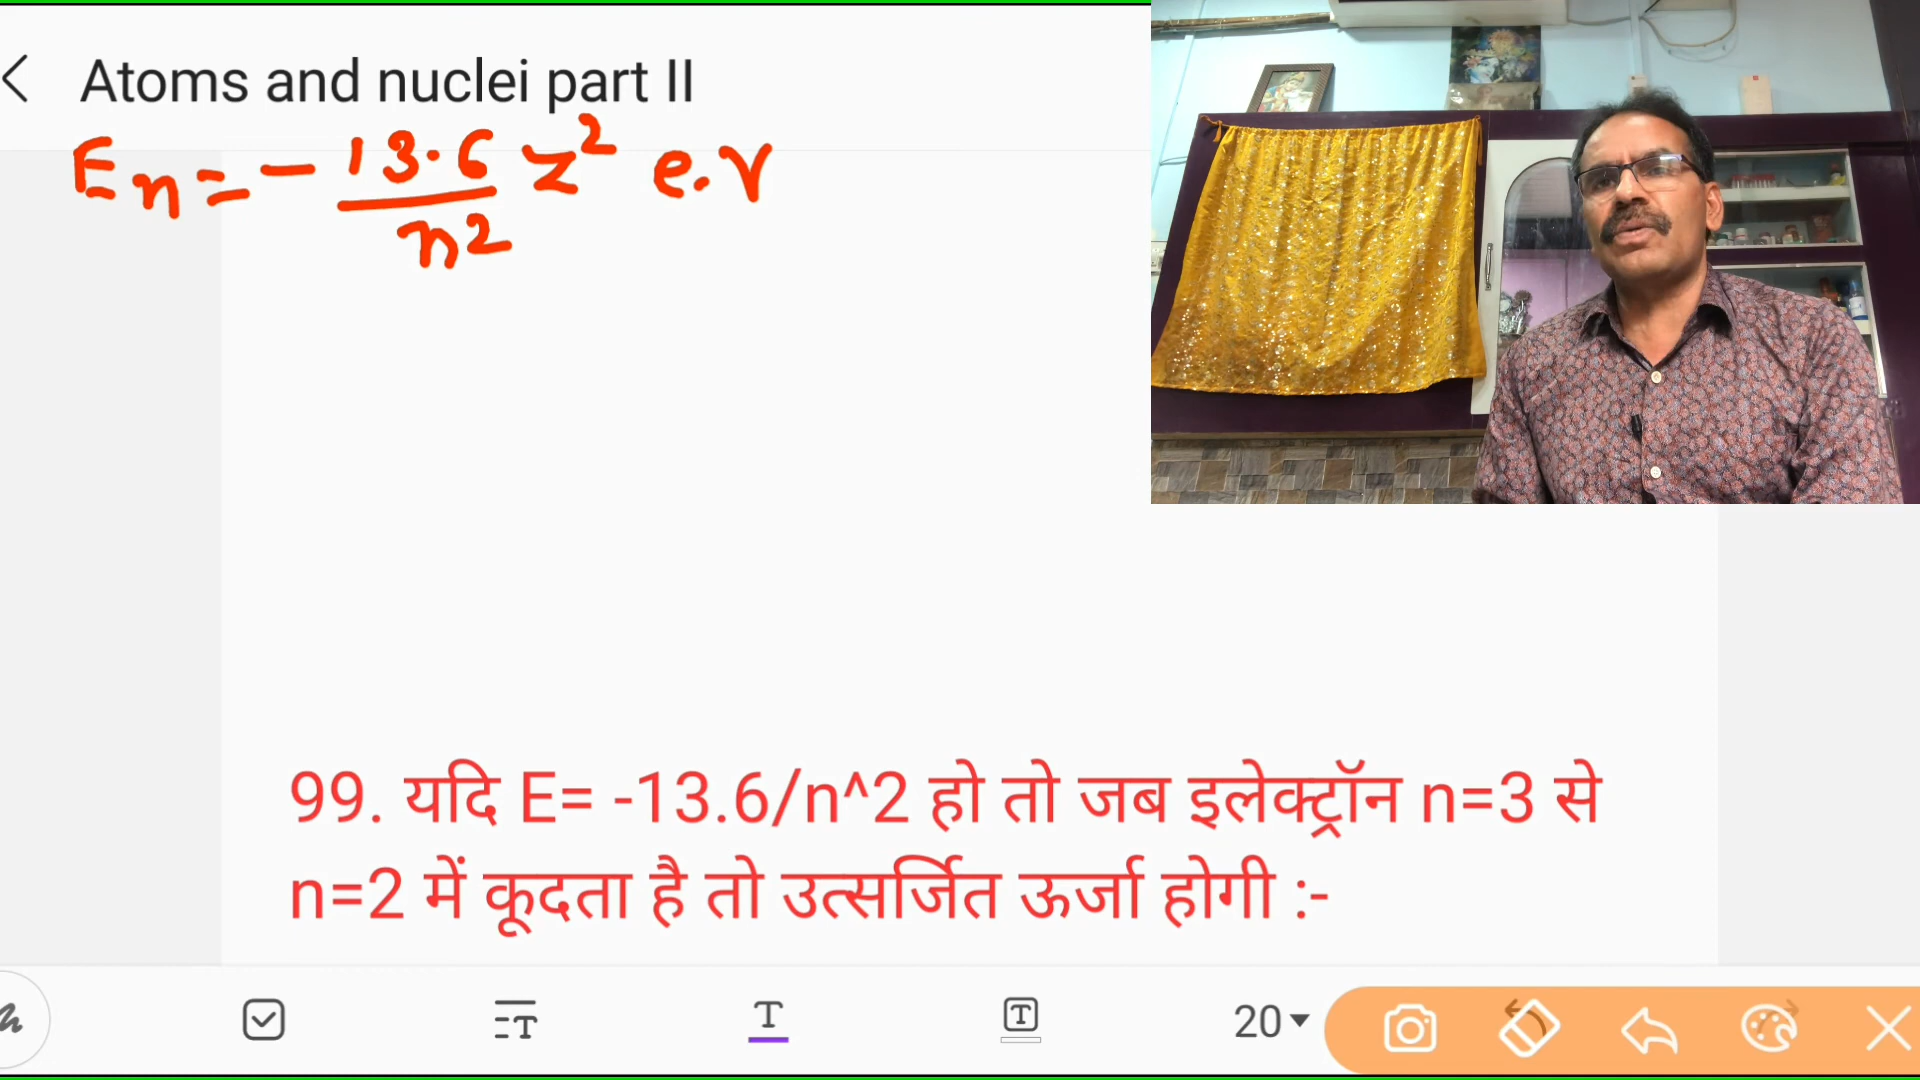 Atoms and nuclei part II
En = - 13.6/n² z² e.v
99. यदि E= -13.6/n^2 हो तो जब इलेक्ट्रॉन n=3 से
n=2 में कूदता है तो उत्सर्जित ऊर्जा होगी :-
20